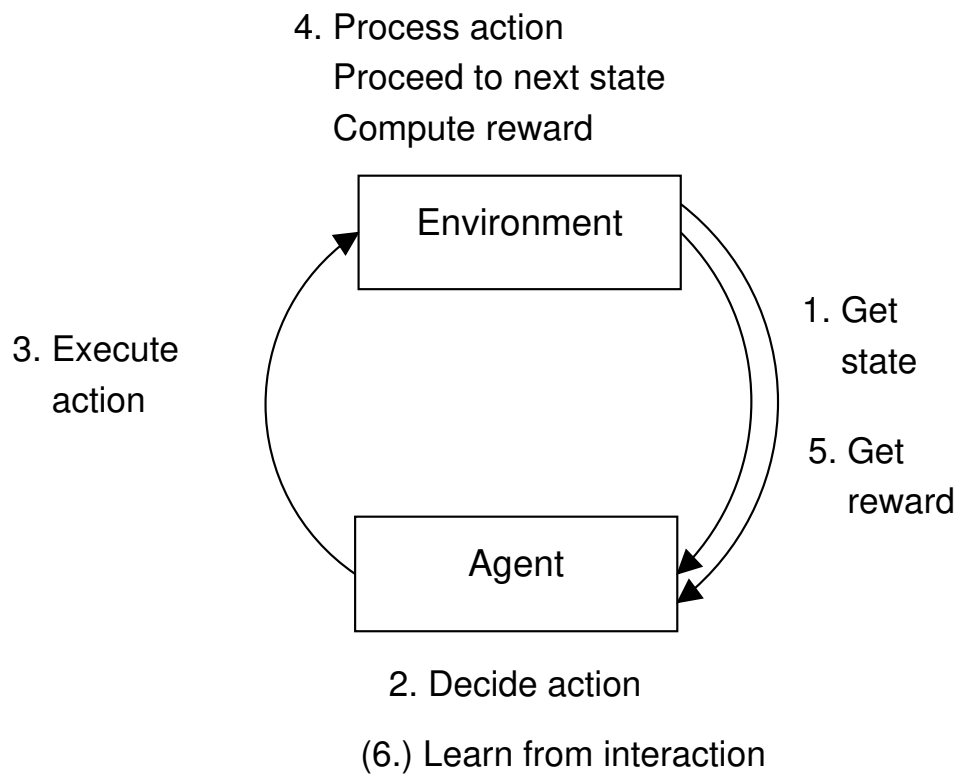 4. Process action
Proceed to next state
Compute reward
Environment
1. Get
state
3. Execute
action
5. Get
reward
Agent
2. Decide action
(6.) Learn from interaction